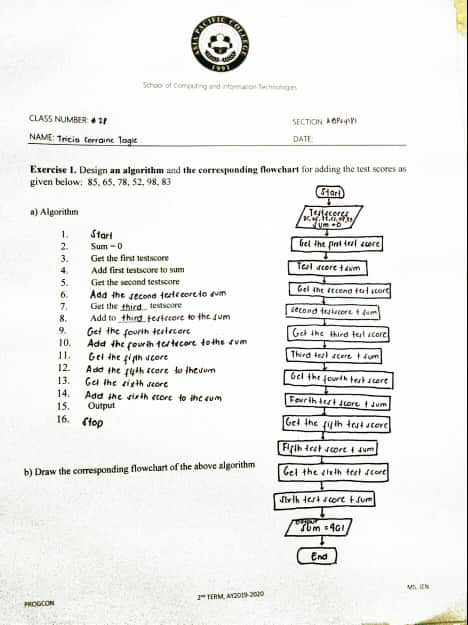 ASIA PACIFIC COLLEGE
1991
School of Computing and Information Technologies
CLASS NUMBER: # 28
SECTION:
NAME: Tricia Lorraine Tagle
DATE:
Exercise 1. Design an algorithm and the corresponding flowchart for adding the test scores as
given below: 85, 65, 78, 52, 98, 83
a) Algorithm
1. Start
2. Sum = 0
3. Get the first testscore
4. Add first testscore to sum
5. Get the second testscore
6. Add the second testscore to sum
7. Get the third testscore
8. Add to third testscore to the sum
9. Get the fourth testscore
10. Add the fourth testscore to the sum
11. Get the fifth score
12. Add the fifth score to the sum
13. Get the sixth score
14. Add the sixth score to the sum
15. Output
16. Stop
b) Draw the corresponding flowchart of the above algorithm
Start
Testscores
sum = 0
Get the first test score
Test score + sum
Get the second test score
second testscore + sum
Get the third test score
Third test score + sum
Get the fourth test score
Fourth test score + sum
Get the fifth test score
Fifth test score + sum
Get the sixth test score
Sixth test score + sum
Output
Sum = 461
End
MS. JEN
2ND TERM, AY2019-2020
PROGCON